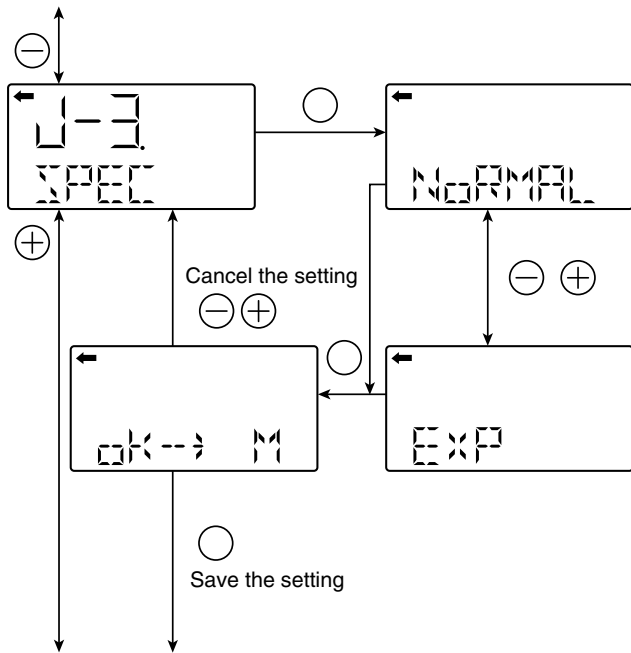 J-3.
SPEC
NoRMAL
Cancel the setting
oK--> M
EXP
Save the setting